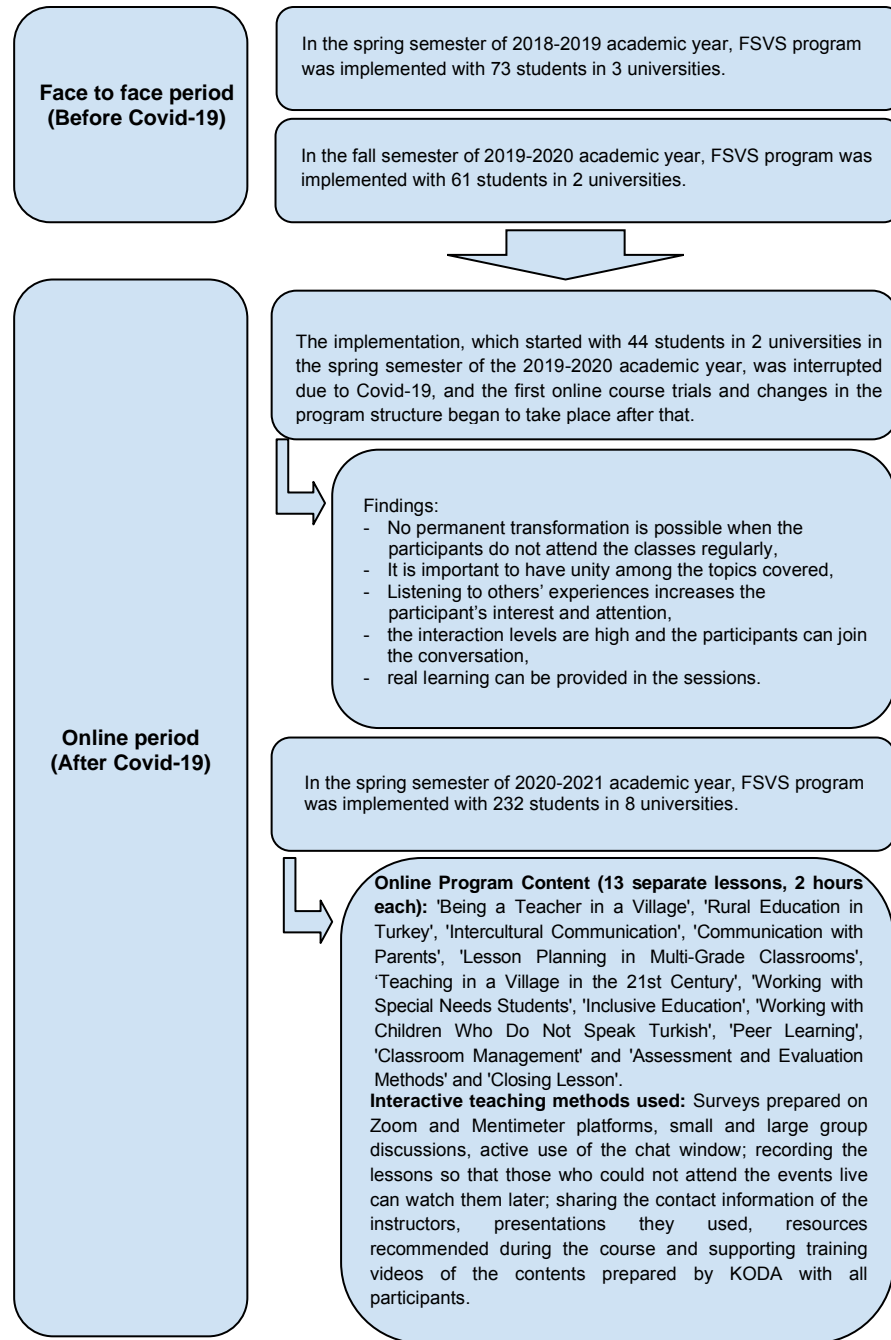 Face to face period
(Before Covid-19)
In the spring semester of 2018-2019 academic year, FSVS program
was implemented with 73 students in 3 universities.
In the fall semester of 2019-2020 academic year, FSVS program was
implemented with 61 students in 2 universities.
Online period
(After Covid-19)
The implementation, which started with 44 students in 2 universities in
the spring semester of the 2019-2020 academic year, was interrupted
due to Covid-19, and the first online course trials and changes in the
program structure began to take place after that.
Findings:
- No permanent transformation is possible when the
participants do not attend the classes regularly,
- It is important to have unity among the topics covered,
- Listening to others’ experiences increases the
participant’s interest and attention,
- the interaction levels are high and the participants can join
the conversation,
- real learning can be provided in the sessions.
In the spring semester of 2020-2021 academic year, FSVS program
was implemented with 232 students in 8 universities.
Online Program Content (13 separate lessons, 2 hours
each): 'Being a Teacher in a Village', 'Rural Education in
Turkey', 'Intercultural Communication', 'Communication with
Parents', 'Lesson Planning in Multi-Grade Classrooms',
‘Teaching in a Village in the 21st Century', 'Working with
Special Needs Students', 'Inclusive Education', 'Working with
Children Who Do Not Speak Turkish', 'Peer Learning',
'Classroom Management' and 'Assessment and Evaluation
Methods' and 'Closing Lesson'.
Interactive teaching methods used: Surveys prepared on
Zoom and Mentimeter platforms, small and large group
discussions, active use of the chat window; recording the
lessons so that those who could not attend the events live
can watch them later; sharing the contact information of the
instructors, presentations they used, resources
recommended during the course and supporting training
videos of the contents prepared by KODA with all
participants.